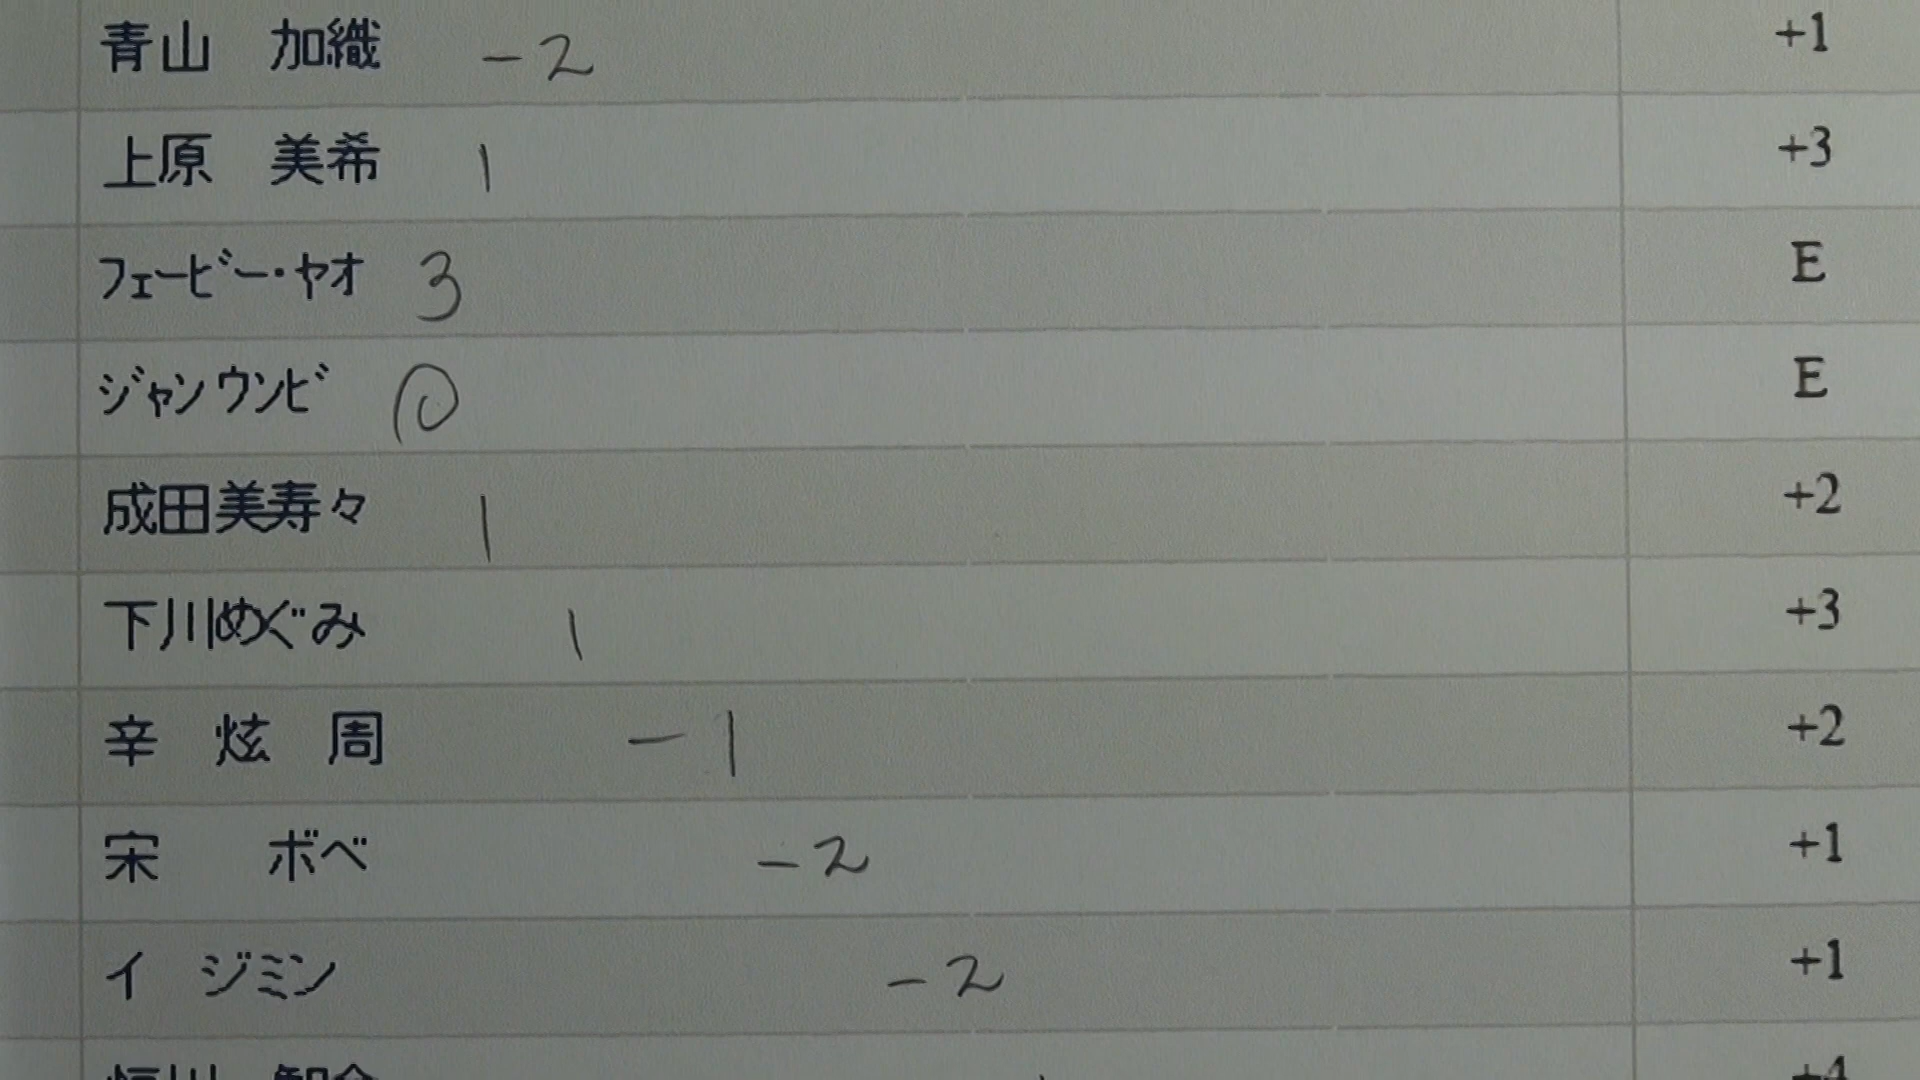 青山 加織 -2 +1
上原 美希 1 +3
フェービー・ヤオ 3 E
ジャン ウンビ 0 E
成田美寿々 1 +2
下川めぐみ 1 +3
辛 炫 周 -1 +2
宋 ボベ -2 +1
イ ジミン -2 +1
+4